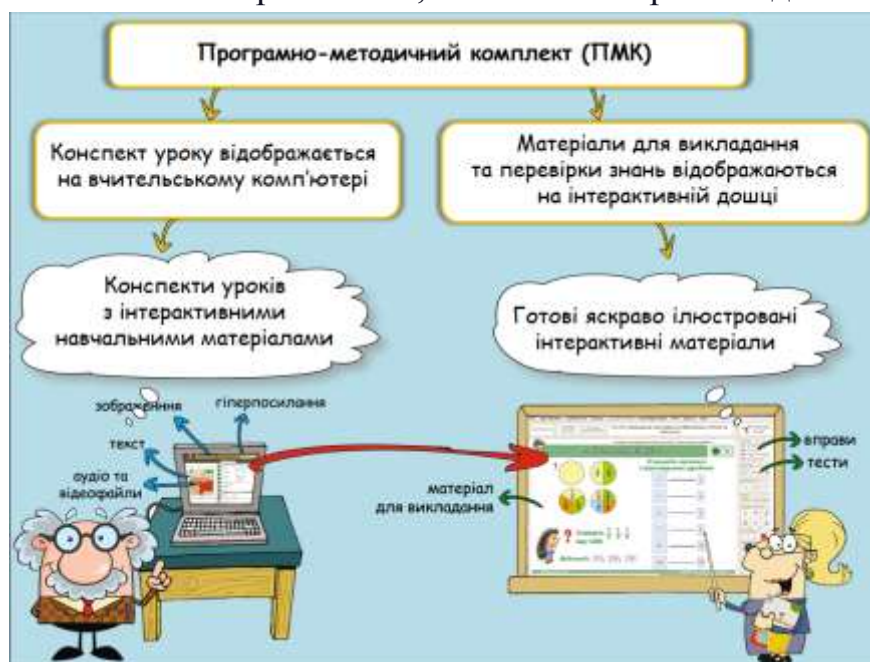 Програмно-методичний комплект (ПМК)
Конспект уроку відображається
на вчительському комп'ютері
Матеріали для викладання
та перевірки знань відображаються
на інтерактивній дошці
Конспекти уроків
з інтерактивними
навчальними матеріалами
Готові яскраво ілюстровані
інтерактивні матеріали
зображення
гіперпосилання
текст
аудіо та
відеофайли
матеріал
для викладання
вправи
тести